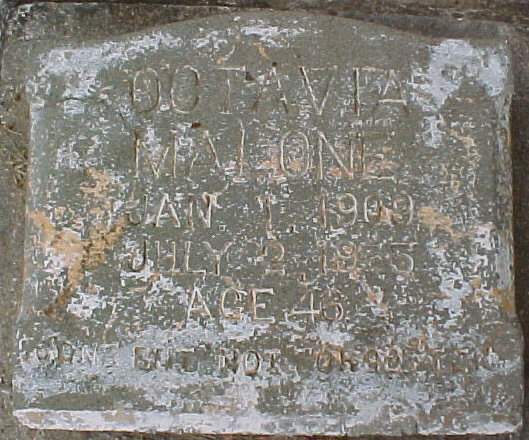 OCTAVIA
MALONE
JAN. 1, 1909
JULY 2, 1955
AGE 46
GONE BUT NOT FORGOTTEN